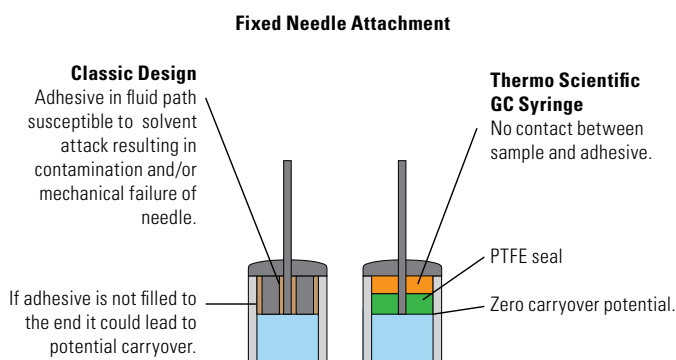 Fixed Needle Attachment
Classic Design
Adhesive in fluid path
susceptible to solvent
attack resulting in
contamination and/or
mechanical failure of
needle.
If adhesive is not filled to
the end it could lead to
potential carryover.
Thermo Scientific
GC Syringe
No contact between
sample and adhesive.
PTFE seal
Zero carryover potential.